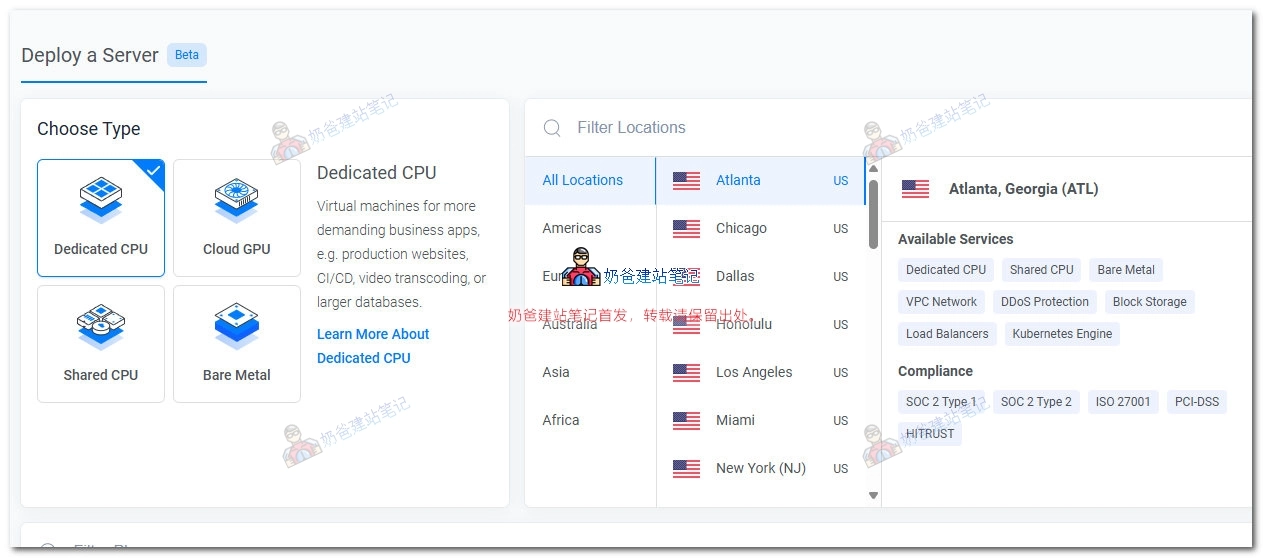 Deploy a Server Beta
Choose Type
Dedicated CPU
Cloud GPU
Shared CPU
Bare Metal
Dedicated CPU
Virtual machines for more
demanding business apps,
e.g. production websites,
CI/CD, video transcoding, or
larger databases.
Learn More About
Dedicated CPU
Filter Locations
All Locations
Americas
Australia
Asia
Africa
Atlanta US
Chicago US
Dallas US
Honolulu US
Los Angeles US
Miami US
New York (NJ) US
Atlanta, Georgia (ATL)
Available Services
Dedicated CPU Shared CPU Bare Metal
VPC Network DDoS Protection Block Storage
Load Balancers Kubernetes Engine
Compliance
SOC 2 Type 1 SOC 2 Type 2 ISO 27001 PCI-DSS
HITRUST
奶爸建站笔记
奶爸建站笔记首发，转载请保留出处。
奶爸建站笔记
奶爸建站笔记
奶爸建站笔记
奶爸建站笔记